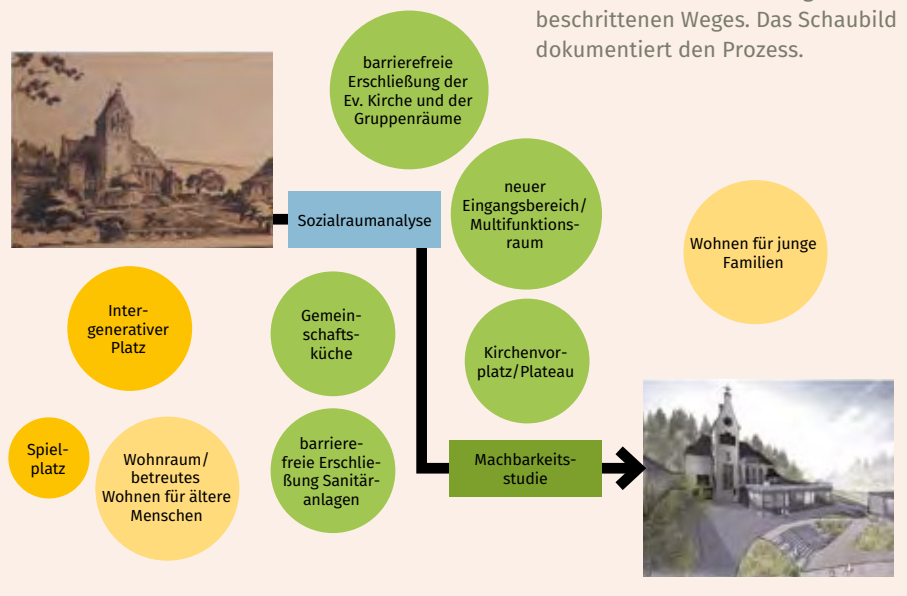 beschrittenen Weges. Das Schaubild
dokumentiert den Prozess.
barrierefreie
Erschließung der
Ev. Kirche und der
Gruppenräume
Sozialraumanalyse
neuer
Eingangsbereich/
Multifunktions-
raum
Wohnen für junge
Familien
Inter-
generativer
Platz
Gemein-
schafts-
küche
Kirchenvor-
platz/Plateau
Spiel-
platz
Wohnraum/
betreutes
Wohnen für ältere
Menschen
barriere-
freie Erschlie-
ßung Sanitär-
anlagen
Machbarkeits-
studie